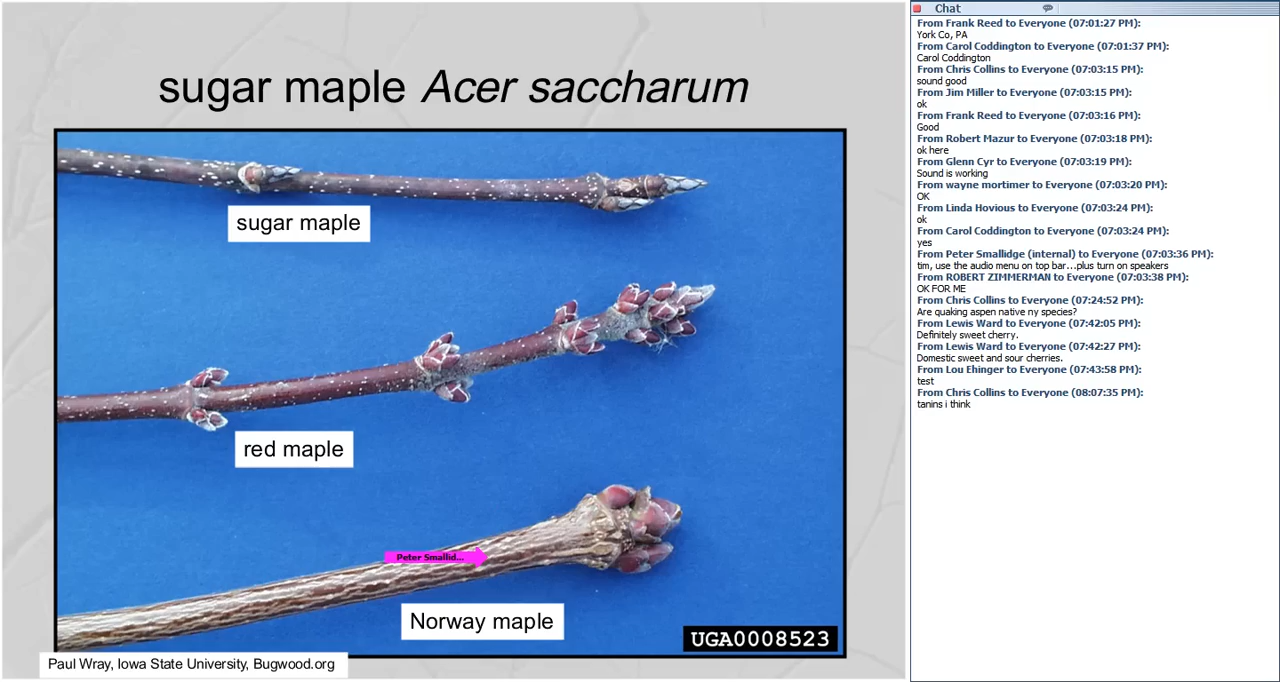 sugar maple Acer saccharum
sugar maple
red maple
Peter Smallid...
Norway maple
UGA0008523
Paul Wray, Iowa State University, Bugwood.org
Chat
From Frank Reed to Everyone (07:01:27 PM):
York Co, PA
From Carol Coddington to Everyone (07:01:37 PM):
Carol Coddington
From Chris Collins to Everyone (07:03:15 PM):
sound good
From Jim Miller to Everyone (07:03:15 PM):
ok
From Frank Reed to Everyone (07:03:16 PM):
Good
From Robert Mazur to Everyone (07:03:18 PM):
ok here
From Glenn Cyr to Everyone (07:03:19 PM):
Sound is working
From wayne mortimer to Everyone (07:03:20 PM):
OK
From Linda Hovious to Everyone (07:03:24 PM):
ok
From Carol Coddington to Everyone (07:03:24 PM):
yes
From Peter Smallidge (internal) to Everyone (07:03:36 PM):
tim, use the audio menu on top bar...plus turn on speakers
From ROBERT ZIMMERMAN to Everyone (07:03:38 PM):
OK FOR ME
From Chris Collins to Everyone (07:24:52 PM):
Are quaking aspen native ny species?
From Lewis Ward to Everyone (07:42:05 PM):
Definitely sweet cherry.
From Lewis Ward to Everyone (07:42:27 PM):
Domestic sweet and sour cherries.
From Lou Ehinger to Everyone (07:43:58 PM):
test
From Chris Collins to Everyone (08:07:35 PM):
tanins i think